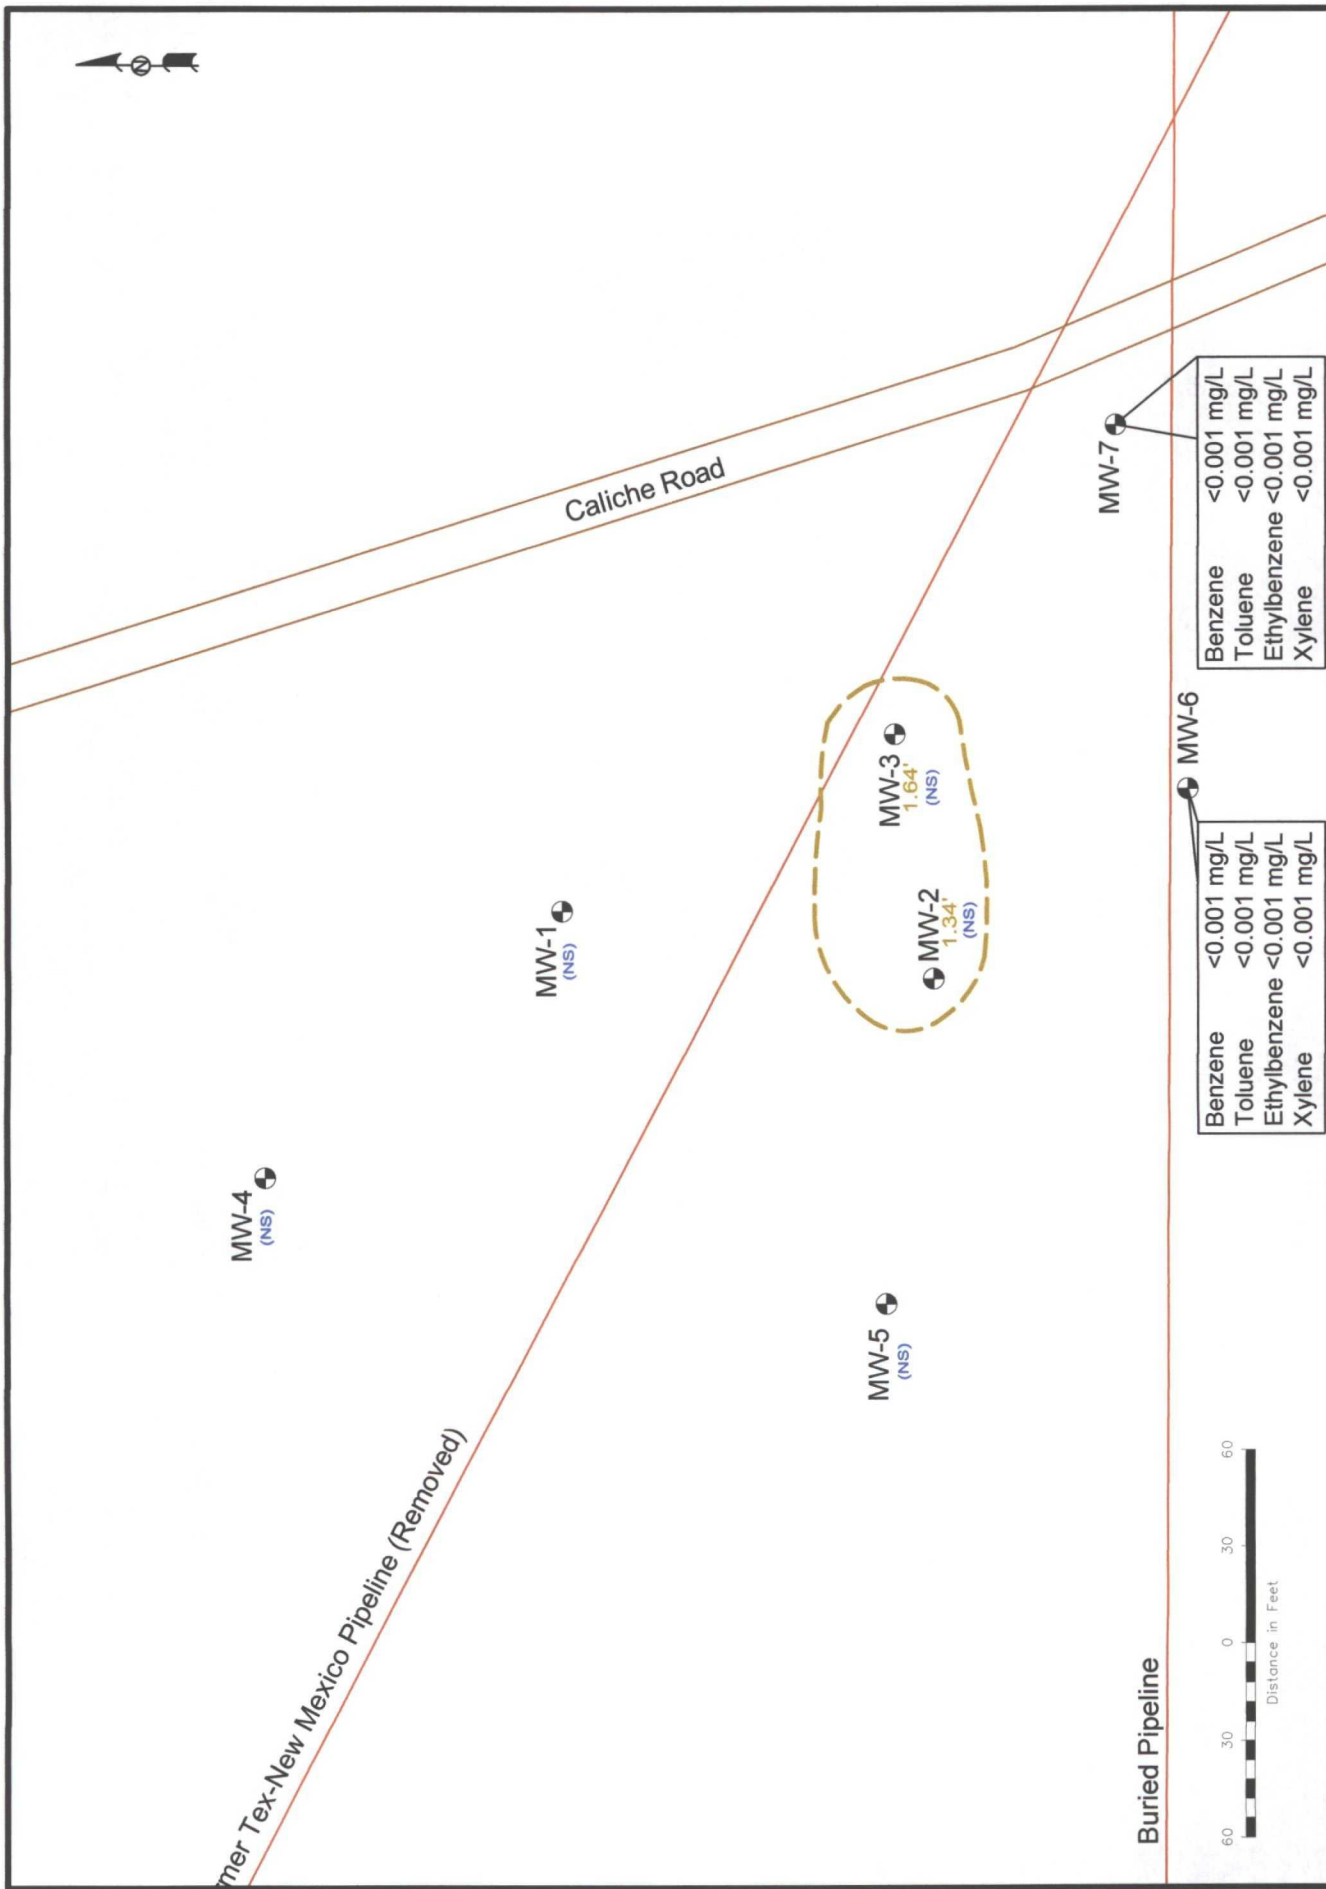 N
Former Tex-New Mexico Pipeline (Removed)
MW-4
(NS)
MW-1
(NS)
Caliche Road
MW-5
(NS)
MW-2
1.34'
(NS)
MW-3
1.64'
(NS)
MW-7
MW-6
Buried Pipeline
Benzene <0.001 mg/L
Toluene <0.001 mg/L
Ethylbenzene <0.001 mg/L
Xylene <0.001 mg/L
Benzene <0.001 mg/L
Toluene <0.001 mg/L
Ethylbenzene <0.001 mg/L
Xylene <0.001 mg/L
60 30 0 30 60
Distance in Feet